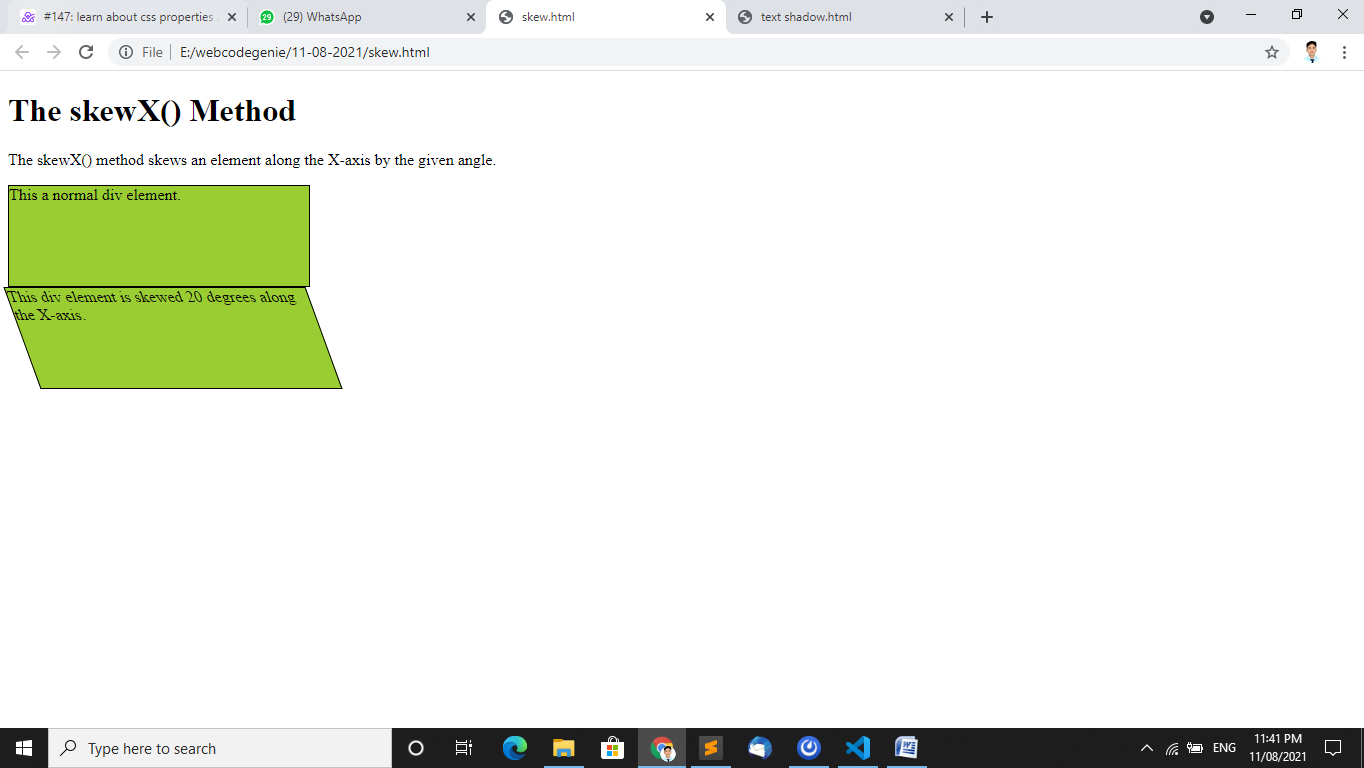 #147: learn about css properties
(29) WhatsApp
skew.html
text shadow.html
File
E:/webcodegenie/11-08-2021/skew.html
The skewX() Method
The skewX() method skews an element along the X-axis by the given angle.
This a normal div element.
This div element is skewed 20 degrees along
the X-axis.
Type here to search
ENG
11:41 PM
11/08/2021